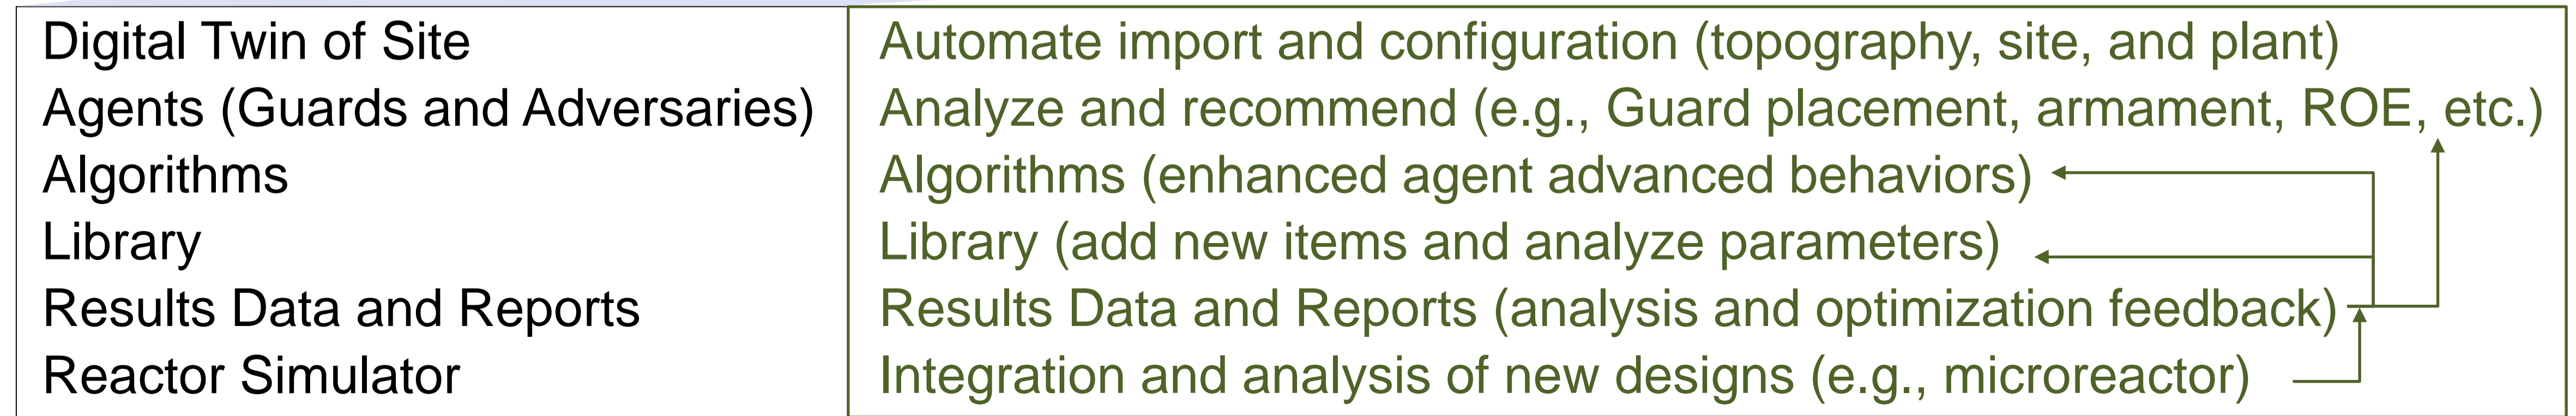 Digital Twin of Site
Agents (Guards and Adversaries)
Algorithms
Library
Results Data and Reports
Reactor Simulator
Automate import and configuration (topography, site, and plant)
Analyze and recommend (e.g., Guard placement, armament, ROE, etc.)
Algorithms (enhanced agent advanced behaviors)
Library (add new items and analyze parameters)
Results Data and Reports (analysis and optimization feedback)
Integration and analysis of new designs (e.g., microreactor)